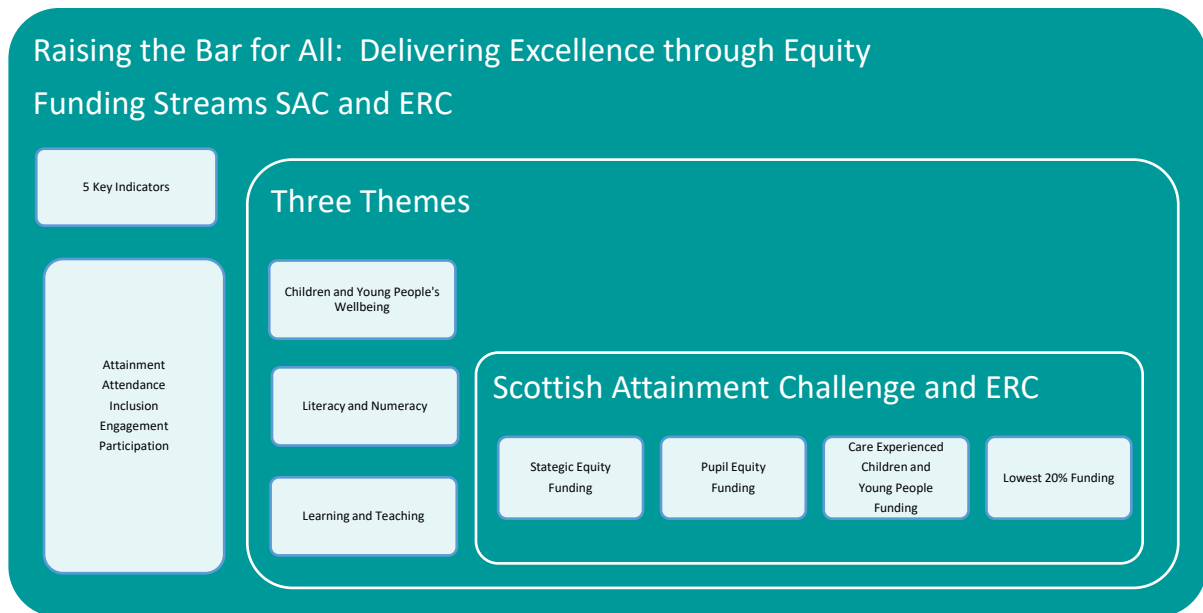 Raising the Bar for All:  Delivering Excellence through Equity
Funding Streams SAC and ERC
5 Key Indicators
Attainment
Attendance
Inclusion
Engagement
Participation
Three Themes
Children and Young People's
Wellbeing
Literacy and Numeracy
Learning and Teaching
Scottish Attainment Challenge and ERC
Stategic Equity
Funding
Pupil Equity
Funding
Care Experienced
Children and
Young People
Funding
Lowest 20% Funding